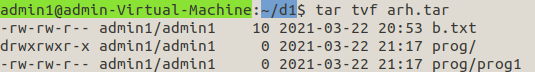 admin1@admin-Virtual-Machine:~/d1$ tar tvf arh.tar
-rw-rw-r-- admin1/admin1    10 2021-03-22 20:53 b.txt
drwxrwxr-x admin1/admin1     0 2021-03-22 21:17 prog/
-rw-rw-r-- admin1/admin1     0 2021-03-22 21:17 prog/prog1